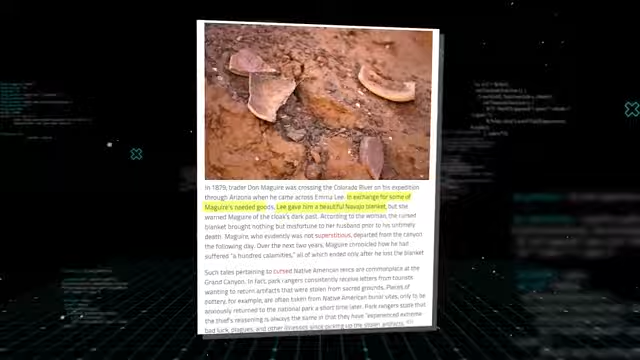 In 1879, trader Don Maguire was crossing the Colorado River on his expedition
through Arizona when he came across Emma Lee. In exchange for some of
Maguire's needed goods, Lee gave him a beautiful Navajo blanket, but she
warned Maguire of the cloak's dark past. According to the woman, the cursed
blanket brought nothing but misfortune to her husband prior to his untimely
death. Maguire, who evidently was not superstitious, departed from the canyon
the following day. Over the next two years, Maguire chronicled how he had
suffered "a hundred calamities," all of which ended only after he lost the blanket.
Such tales pertaining to cursed Native American relics are commonplace at the
Grand Canyon. In fact, park rangers consistently receive letters from tourists
wanting to return artifacts that were stolen from sacred grounds. Pieces of
pottery, for example, are often taken from Native American burial sites, only to be
anxiously returned to the national park a short time later. Park rangers state that
the thief's reasoning is always the same in that they have "experienced extreme
bad luck, plagues, and other illnesses since picking up the stolen artifacts."